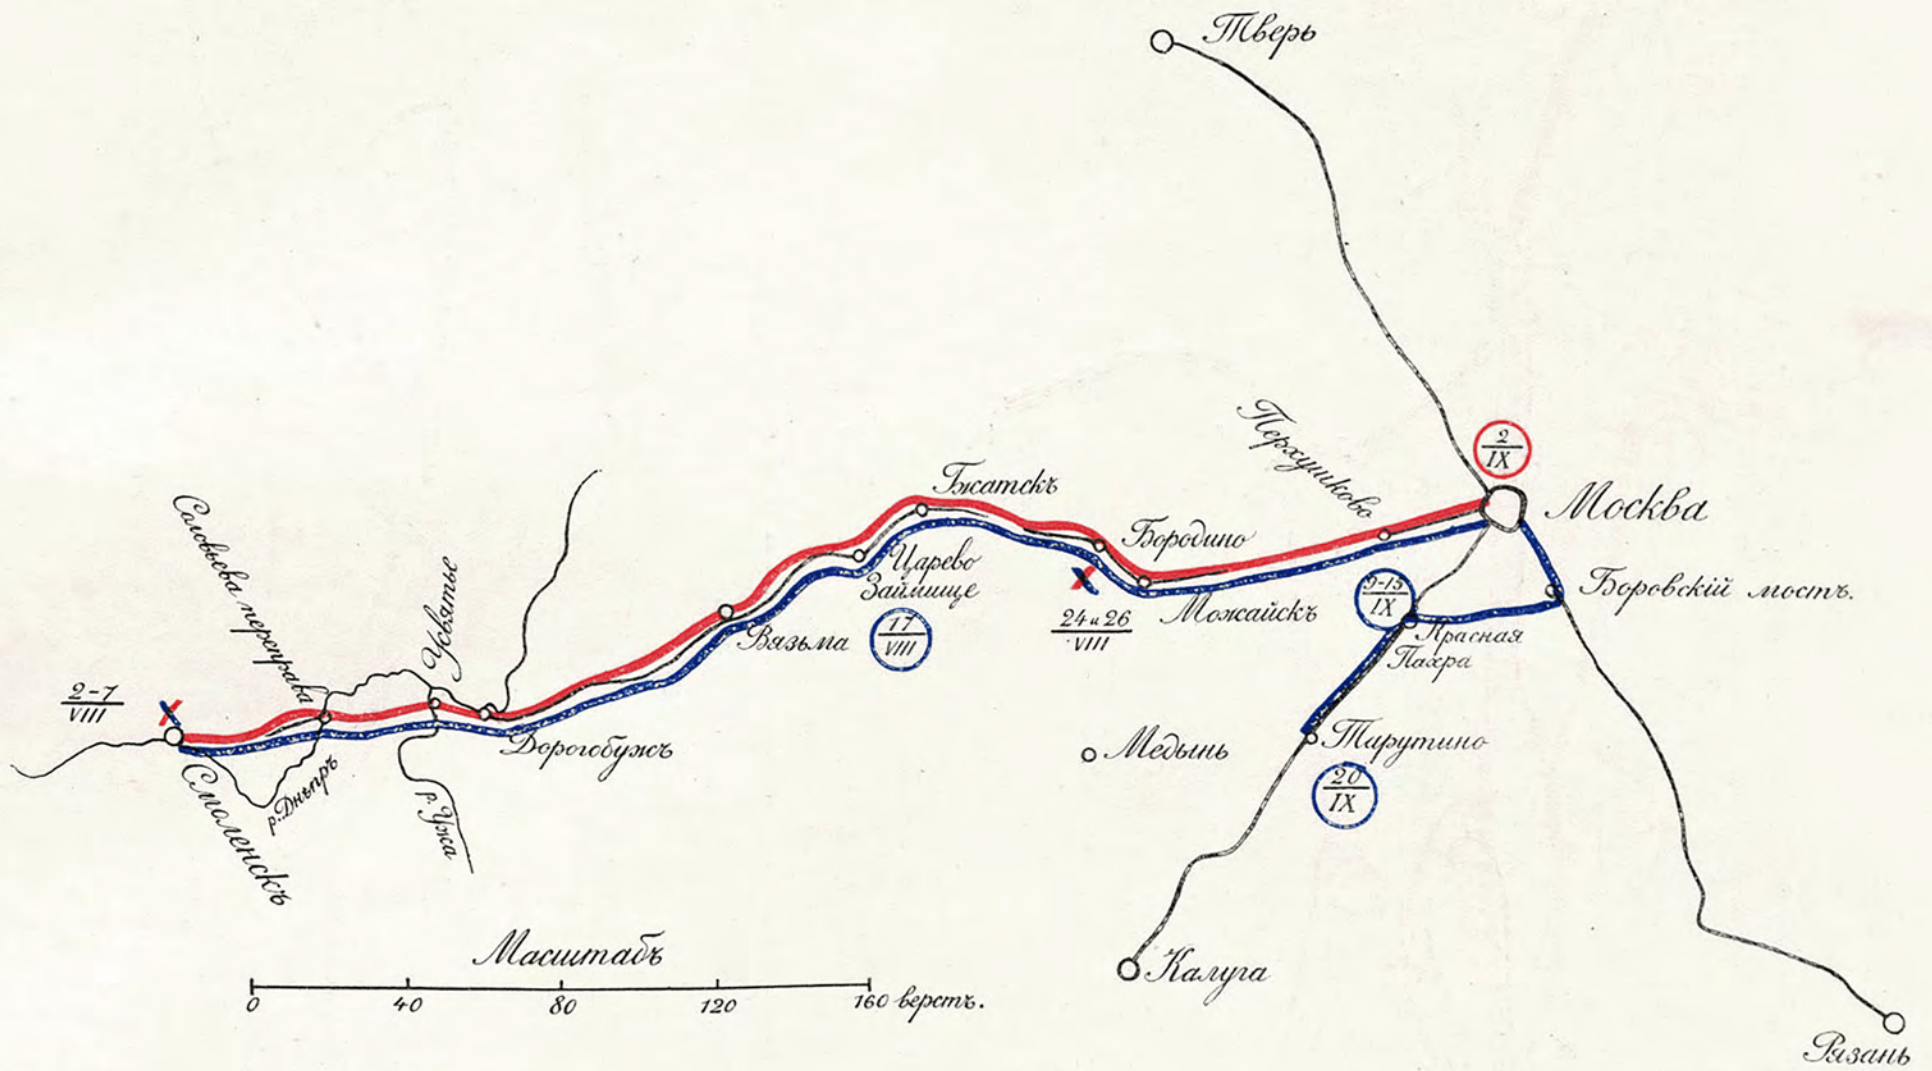 Тверь
2
IX
Москва
Перхушково
Гжатскъ
Бородино
Царево
Займище
17
VIII
24 и 26
VIII
Можайскъ
9-15
IX
Боровскій мостъ.
Красная
Пахра
Вязьма
Соловьева переправа
Усвятье
2-7
VIII
Смоленскъ
р. Днѣпръ
р. Ужа
Дорогобужъ
Медынь
Тарутино
20
IX
Калуга
Рязань
Масштабъ
0 40 80 120 160 верстъ.